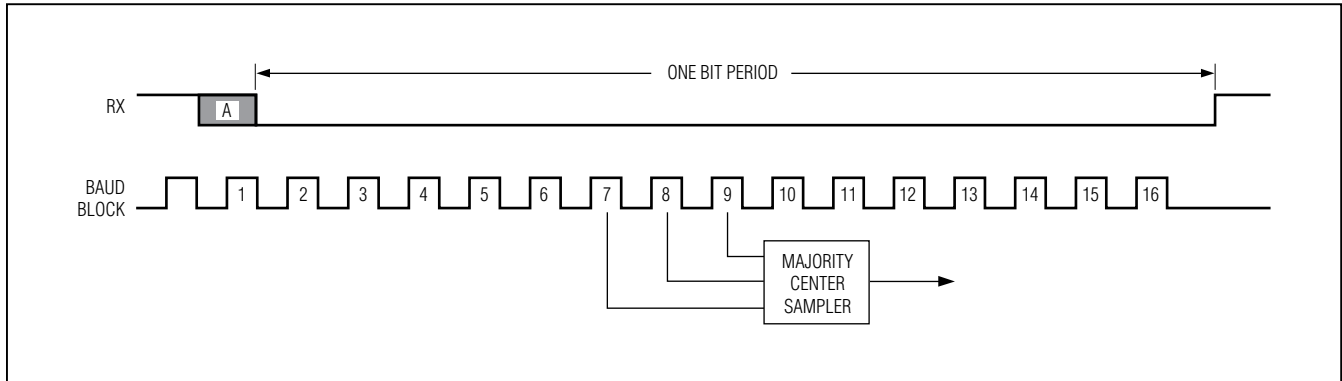 ONE BIT PERIOD
RX
A
BAUD
BLOCK
1 2 3 4 5 6 7 8 9 10 11 12 13 14 15 16
MAJORITY
CENTER
SAMPLER